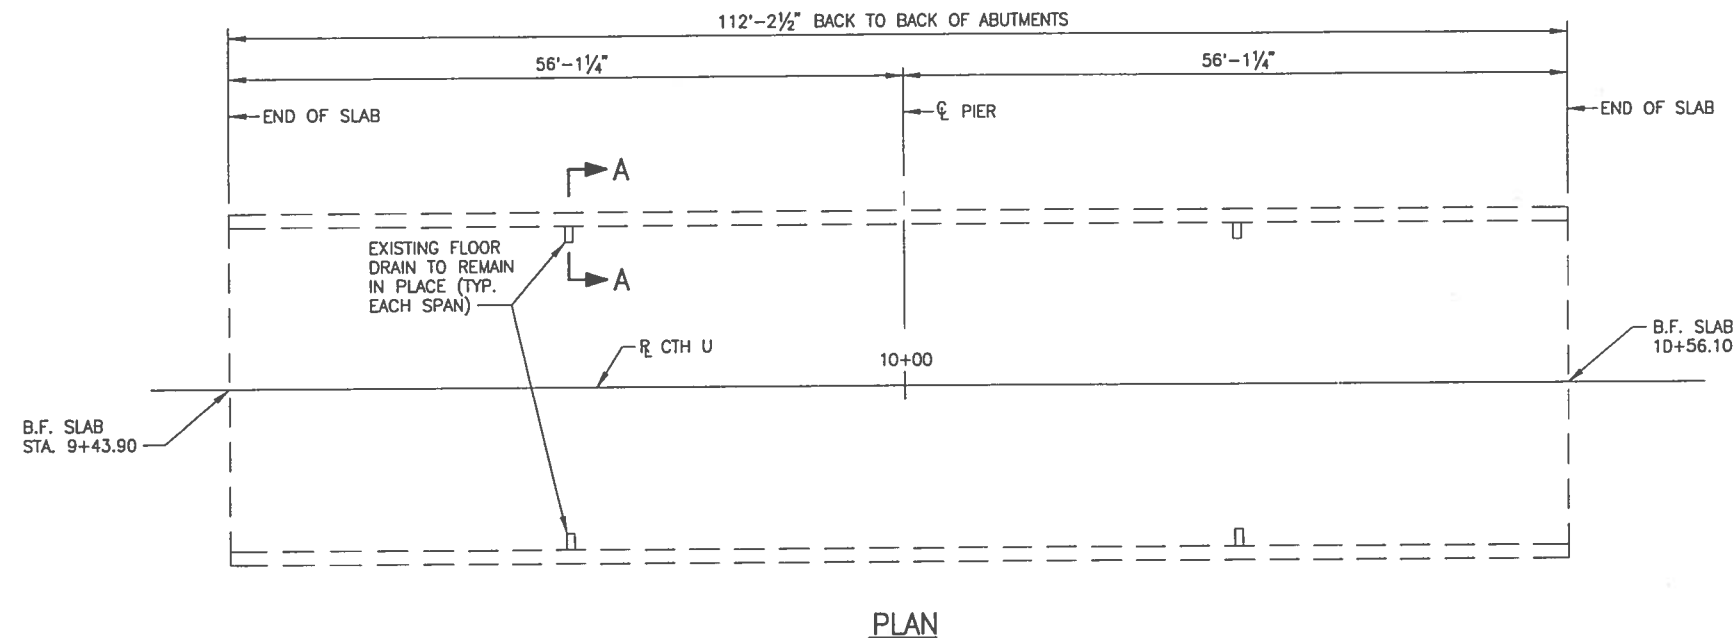 112'-2½" BACK TO BACK OF ABUTMENTS
56'-1¼"
56'-1¼"
END OF SLAB
℄ PIER
END OF SLAB
A
EXISTING FLOOR
DRAIN TO REMAIN
IN PLACE (TYP.
EACH SPAN)
A
B.F. SLAB
10+56.10
RL CTH U
10+00
B.F. SLAB
STA. 9+43.90
PLAN